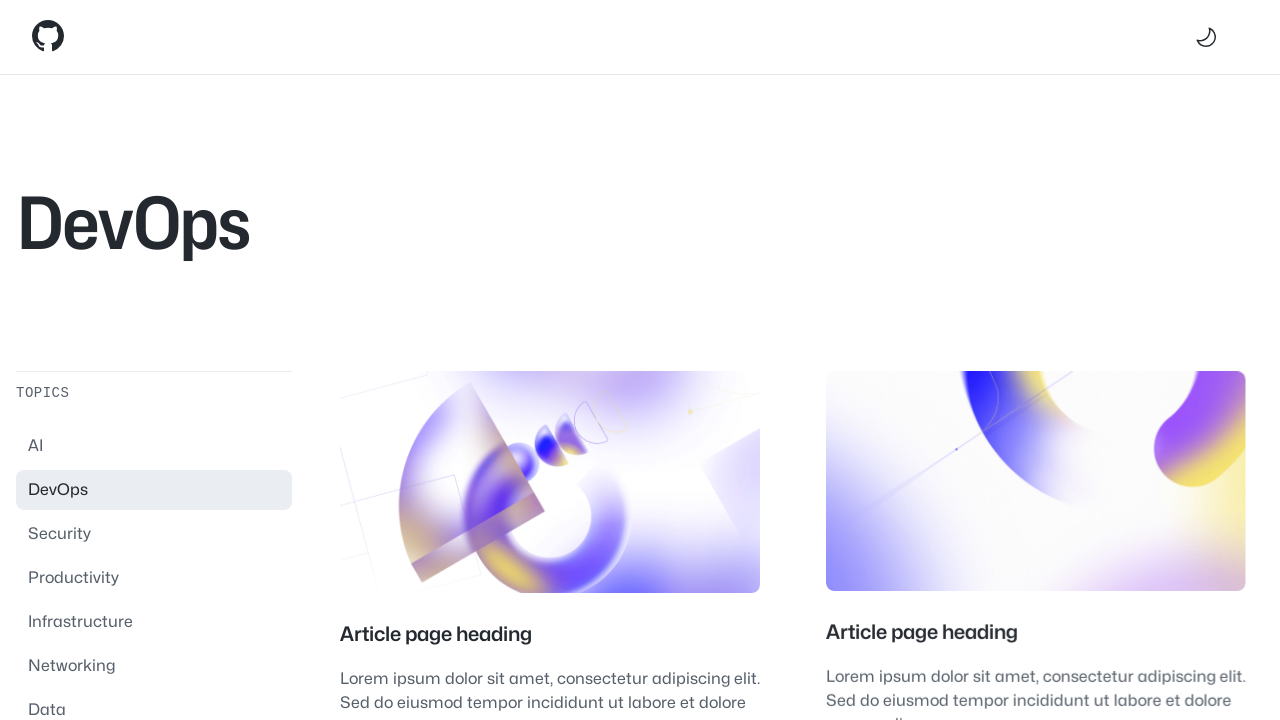 DevOps
TOPICS
AI
DevOps
Security
Productivity
Infrastructure
Networking
Data
Article page heading
Lorem ipsum dolor sit amet, consectetur adipiscing elit.
Sed do eiusmod tempor incididunt ut labore et dolore
Article page heading
Lorem ipsum dolor sit amet, consectetur adipiscing elit.
Sed do eiusmod tempor incididunt ut labore et dolore